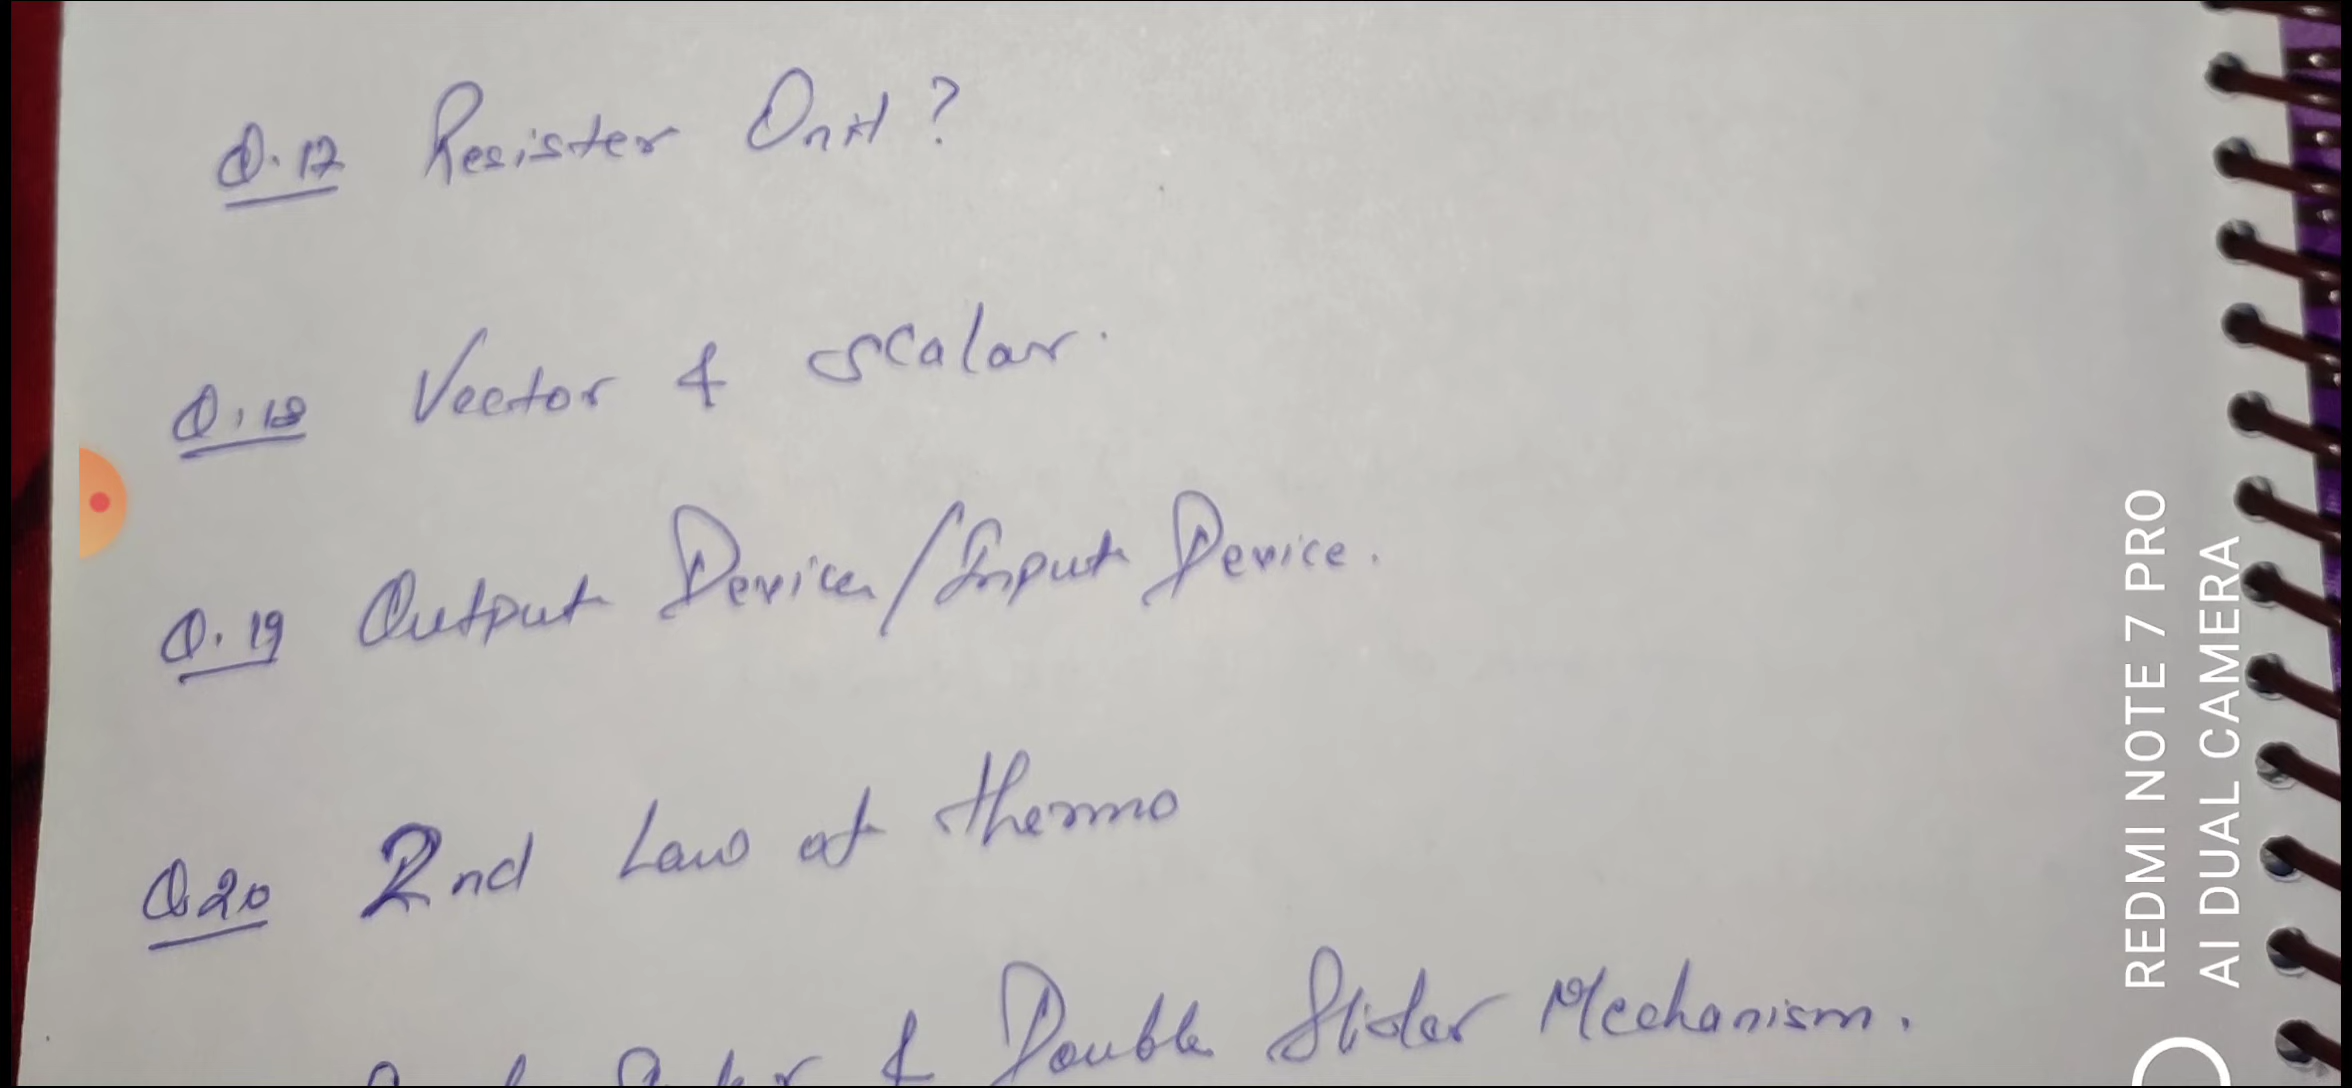 Q.17 Resister Unit?
Q.18 Vector & Scalar.
Q.19 Output Device/Input Device.
Q.20 2nd Law of thermo
& Double Slider Mechanism.
REDMI NOTE 7 PRO
AI DUAL CAMERA